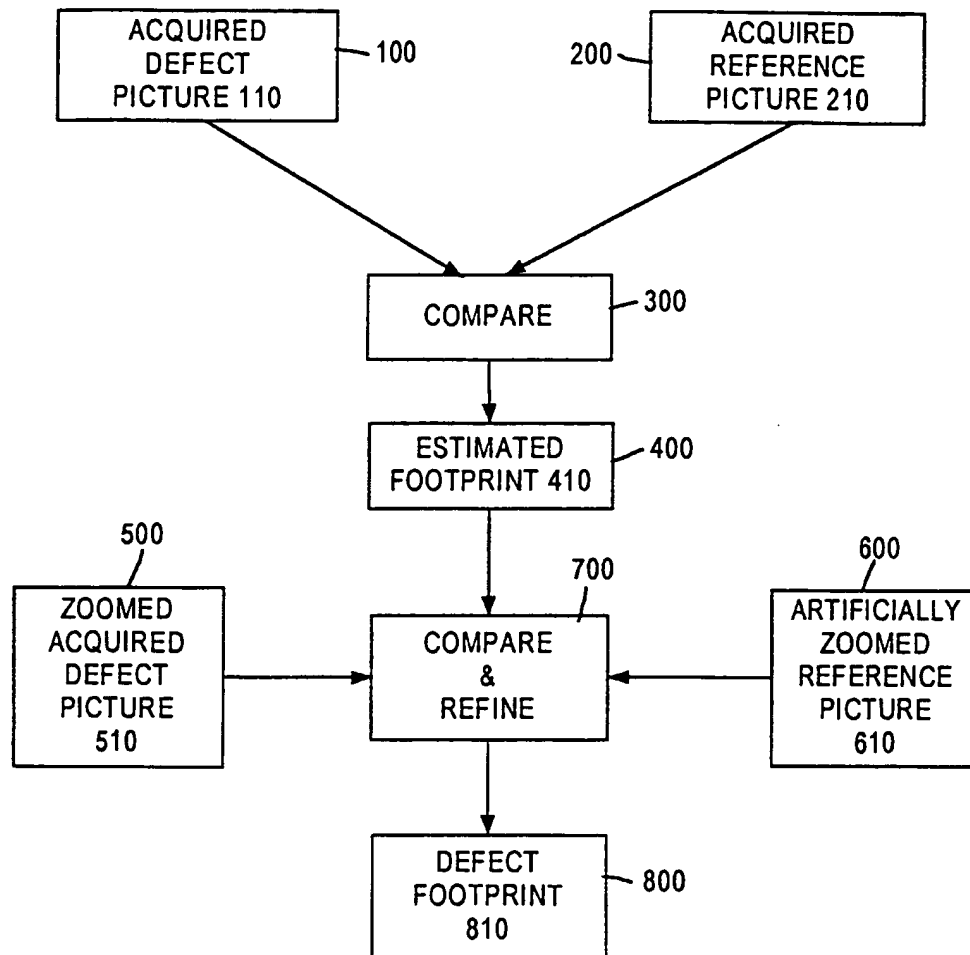 ACQUIRED
DEFECT
PICTURE 110
100
200
ACQUIRED
REFERENCE
PICTURE 210
COMPARE
300
ESTIMATED
FOOTPRINT 410
400
500
ZOOMED
ACQUIRED
DEFECT
PICTURE
510
700
COMPARE
&
REFINE
600
ARTIFICIALLY
ZOOMED
REFERENCE
PICTURE
610
DEFECT
FOOTPRINT
810
800